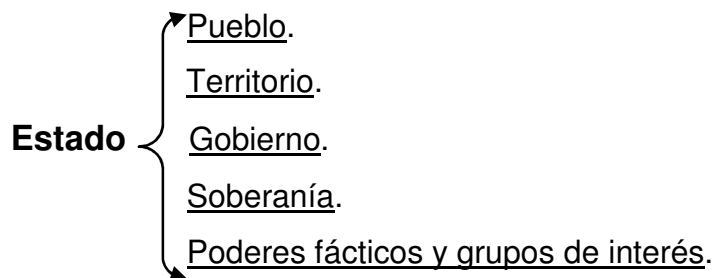 Pueblo.
Territorio.
Estado
Gobierno.
Soberanía.
Poderes fácticos y grupos de interés.